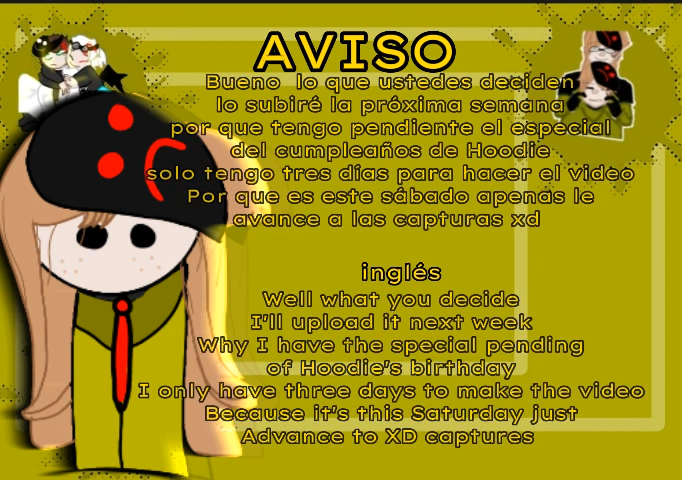 AVISO
Bueno lo que ustedes deciden
lo subiré la próxima semana
por que tengo pendiente el especial
del cumpleaños de Hoodie
solo tengo tres días para hacer el video
Por que es este sábado apenas le
avance a las capturas xd
inglés
Well what you decide
I'll upload it next week
Why I have the special pending
of Hoodie's birthday
I only have three days to make the video
Because it's this Saturday just
Advance to XD captures